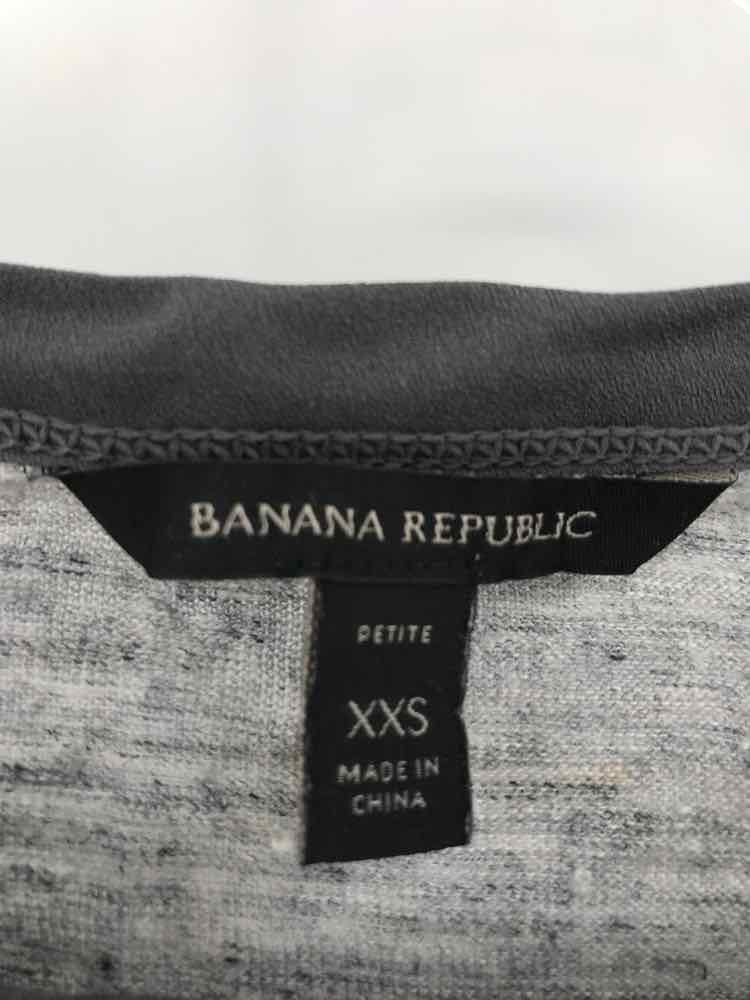 BANANA REPUBLIC
PETITE
XXS
MADE IN
CHINA